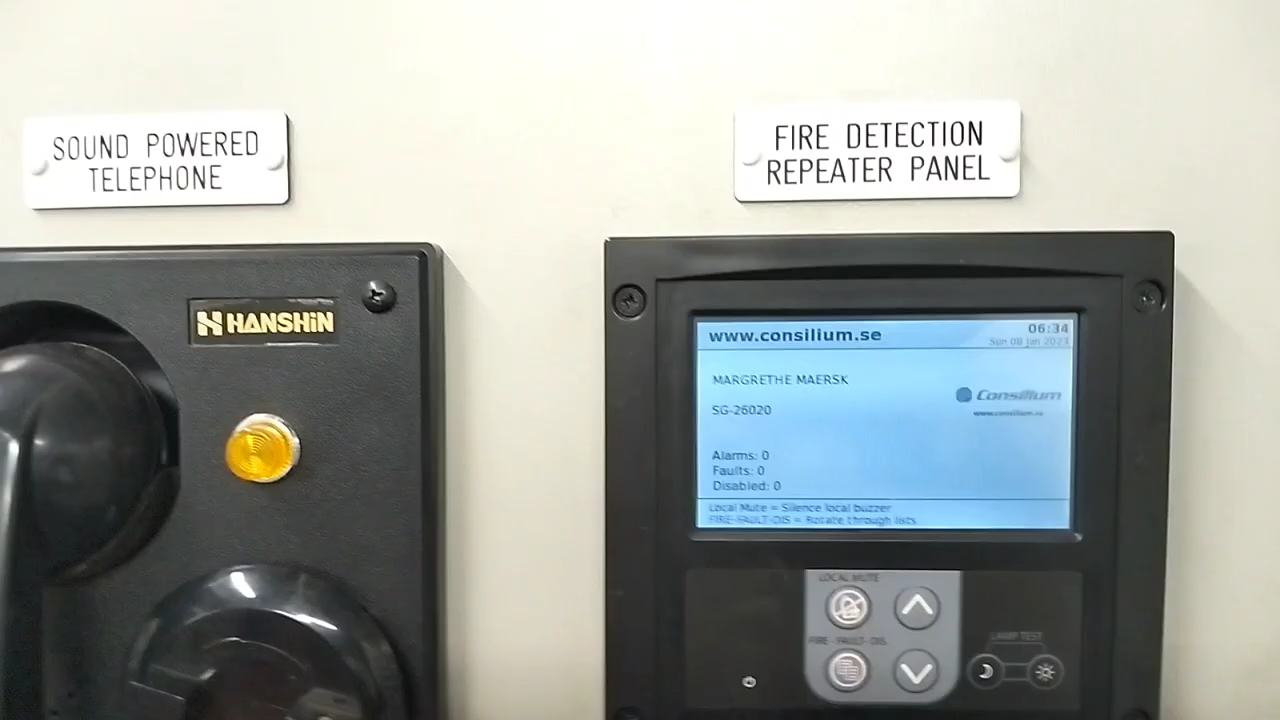 SOUND POWERED
TELEPHONE
FIRE DETECTION
REPEATER PANEL
HANSHiN
www.consilium.se
06:34
Sun 08 Jan 2023
MARGRETHE MAERSK
Consilium
SG-26020
www.consilium.se
Alarms: 0
Faults: 0
Disabled: 0
Local Mute = Silence local buzzer
FIRE-FAULT-DIS = Rotate through lists
LOCAL MUTE
FIRE - FAULT - DIS.
LAMP TEST